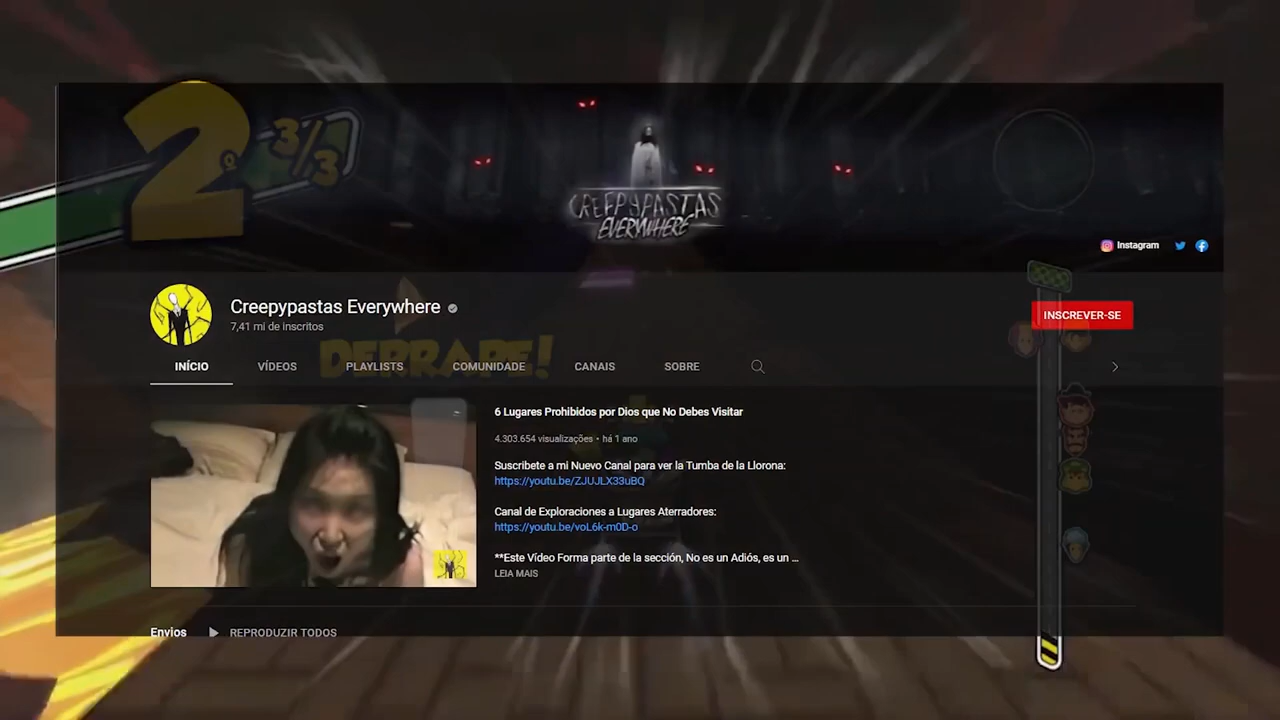 2º
3/3
CREEPYPASTAS
EVERYWHERE
Instagram
Creepypastas Everywhere
7,41 mi de inscritos
INSCREVER-SE
DERRAPE!
INÍCIO VÍDEOS PLAYLISTS COMUNIDADE CANAIS SOBRE
6 Lugares Prohibidos por Dios que No Debes Visitar
4.303.654 visualizações • há 1 ano
Suscribete a mi Nuevo Canal para ver la Tumba de la Llorona:
https://youtu.be/ZJUJLX33uBQ
Canal de Exploraciones a Lugares Aterradores:
https://youtu.be/voL6k-m0D-o
**Este Vídeo Forma parte de la sección, No es un Adiós, es un ...
LEIA MAIS
Envios REPRODUZIR TODOS